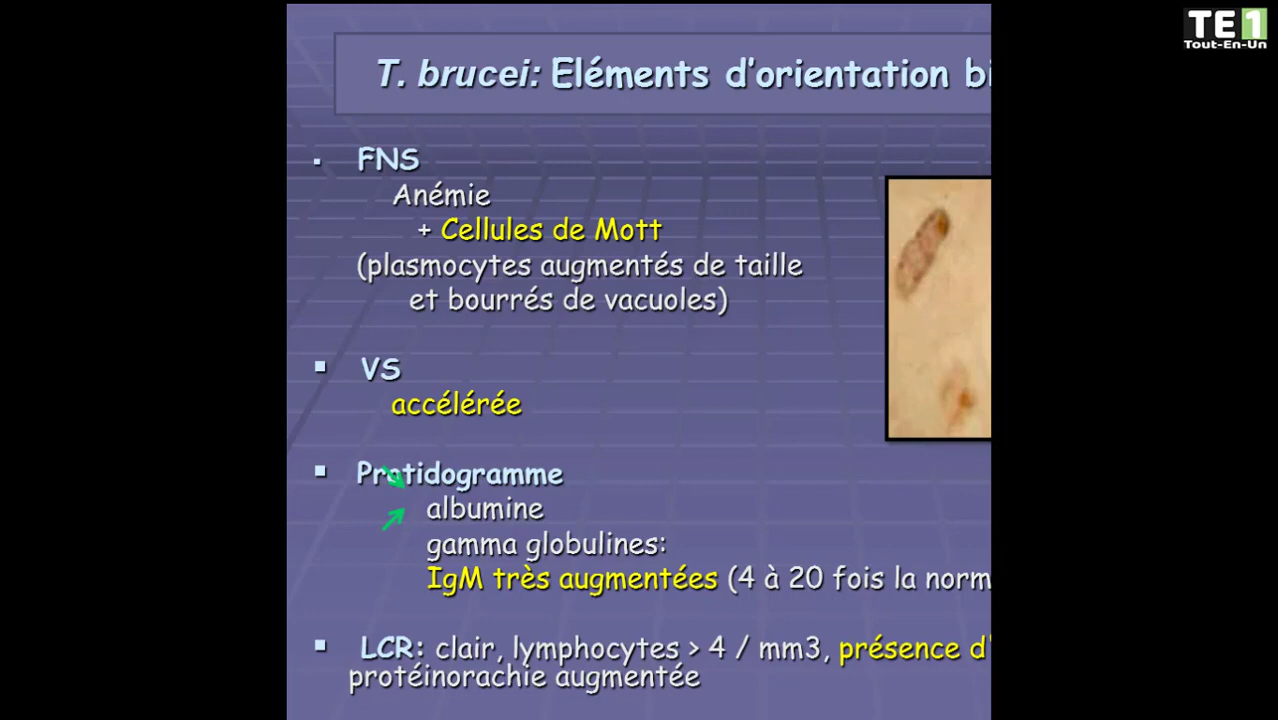 TE1
Tout-En-Un
T. brucei: Eléments d'orientation
FNS
Anémie
+ Cellules de Mott
(plasmocytes augmentés de taille
et bourrés de vacuoles)
VS
accélérée
Protidogramme
albumine
gamma globulines:
IgM très augmentées (4 à 20 fois la norm
LCR: clair, lymphocytes > 4 / mm3, présence d'
protéinorachie augmentée